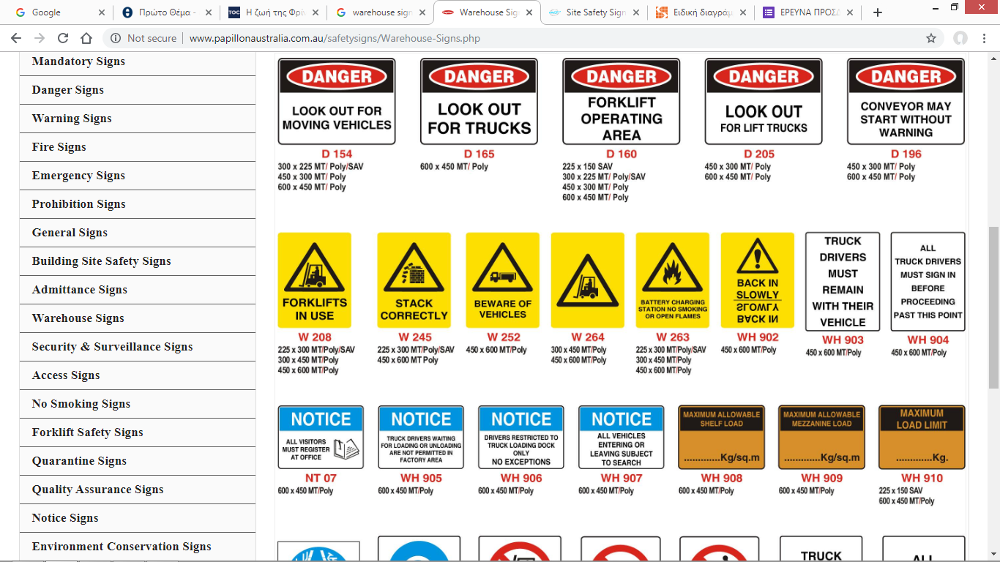 Google
Πρώτο Θέμα -
TOC
Η ζωή της Φρί
warehouse sign
Warehouse Sig
Site Safety Sign
Ειδική διαγράμ
ΕΡΕΥΝΑ ΠΡΟΣΔ
Not secure
www.papillonaustralia.com.au/safetysigns/Warehouse-Signs.php
Mandatory Signs
Danger Signs
Warning Signs
Fire Signs
Emergency Signs
Prohibition Signs
General Signs
Building Site Safety Signs
Admittance Signs
Warehouse Signs
Security & Surveillance Signs
Access Signs
No Smoking Signs
Forklift Safety Signs
Quarantine Signs
Quality Assurance Signs
Notice Signs
Environment Conservation Signs
DANGER
LOOK OUT FOR
MOVING VEHICLES
D 154
300 x 225 MT/ Poly/SAV
450 x 300 MT/ Poly
600 x 450 MT/ Poly
DANGER
LOOK OUT
FOR TRUCKS
D 165
600 x 450 MT/ Poly
DANGER
FORKLIFT
OPERATING
AREA
D 160
225 x 150 SAV
300 x 225 MT/ Poly/SAV
450 x 300 MT/ Poly
600 x 450 MT/ Poly
DANGER
LOOK OUT
FOR LIFT TRUCKS
D 205
450 x 300 MT/ Poly
600 x 450 MT/ Poly
DANGER
CONVEYOR MAY
START WITHOUT
WARNING
D 196
450 x 300 MT/ Poly
600 x 450 MT/ Poly
FORKLIFTS
IN USE
W 208
225 x 300 MT/Poly/SAV
300 x 450 MT/Poly
450 x 600 MT/Poly
STACK
CORRECTLY
W 245
225 x 300 MT/Poly/SAV
450 x 600 MT Poly
BEWARE OF
VEHICLES
W 252
450 x 600 MT/Poly
W 264
300 x 450 MT/Poly
450 x 600 MT/Poly
BATTERY CHARGING
STATION NO SMOKING
OR OPEN FLAMES
W 263
225 x 300 MT/Poly/SAV
300 x 450 MT/Poly
450 x 600 MT/Poly
BACK IN
SLOWLY
SLOWLY
BACK IN
WH 902
450 x 600 MT/Poly
TRUCK
DRIVERS
MUST
REMAIN
WITH THEIR
VEHICLE
WH 903
450 x 600 MT/Poly
ALL
TRUCK DRIVERS
MUST SIGN IN
BEFORE
PROCEEDING
PAST THIS POINT
WH 904
450 x 600 MT/Poly
NOTICE
ALL VISITORS
MUST REGISTER
AT OFFICE
NT 07
600 x 450 MT/Poly
NOTICE
TRUCK DRIVERS WAITING
FOR LOADING OR UNLOADING
ARE NOT PERMITTED IN
FACTORY AREA
WH 905
600 x 450 MT/Poly
NOTICE
DRIVERS RESTRICTED TO
TRUCK LOADING DOCK
ONLY
NO EXCEPTIONS
WH 906
600 x 450 MT/Poly
NOTICE
ALL VEHICLES
ENTERING OR
LEAVING SUBJECT
TO SEARCH
WH 907
600 x 450 MT/Poly
MAXIMUM ALLOWABLE
SHELF LOAD
.............Kg/sq.m
WH 908
600 x 450 MT/Poly
MAXIMUM ALLOWABLE
MEZZANINE LOAD
.............Kg/sq.m
WH 909
600 x 450 MT/Poly
MAXIMUM
LOAD LIMIT
.............Kg.
WH 910
225 x 150 SAV
600 x 450 MT/Poly
TRUCK
ALL